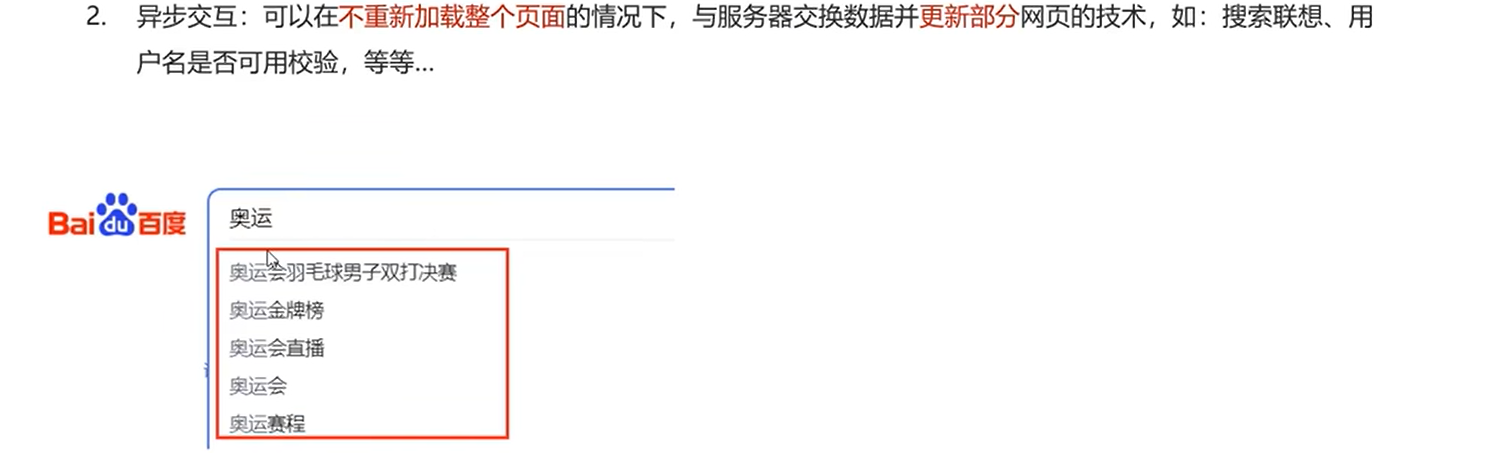 2. 异步交互：可以在不重新加载整个页面的情况下，与服务器交换数据并更新部分网页的技术，如：搜索联想、用
户名是否可用校验，等等...
Bai du 百度
奥运
奥运会羽毛球男子双打决赛
奥运金牌榜
奥运会直播
奥运会
奥运赛程